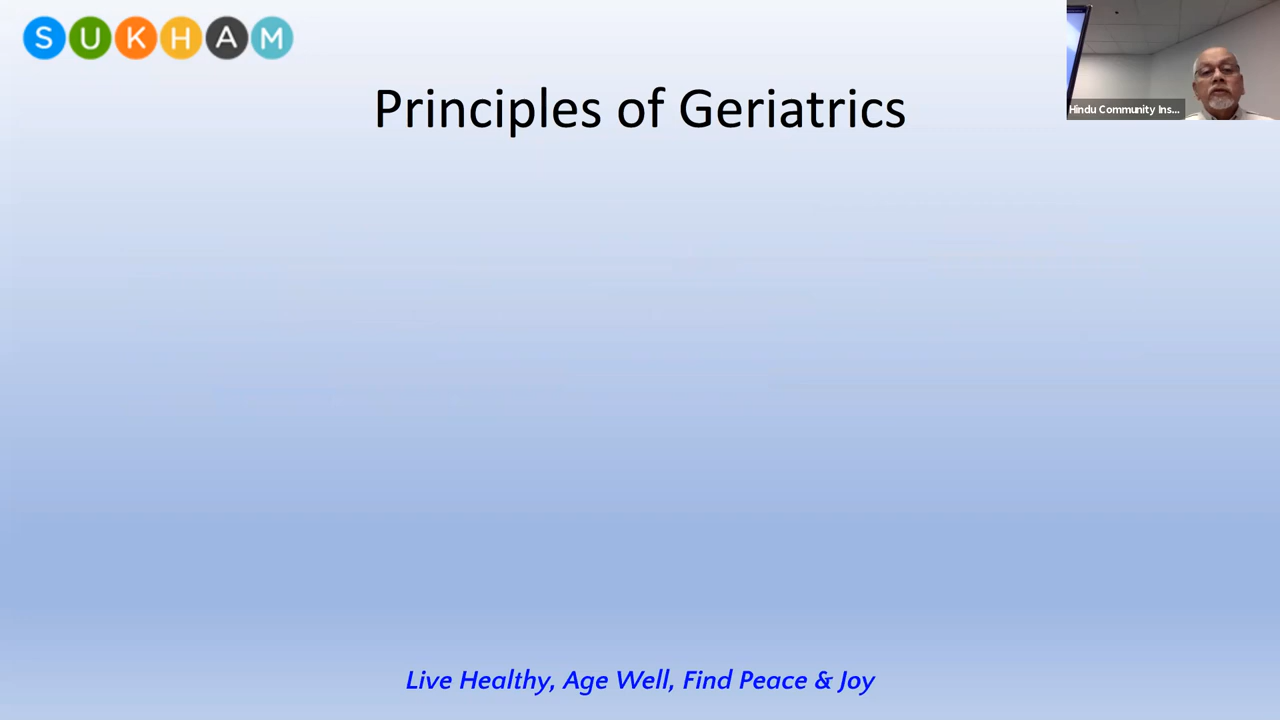 SUKHAM
Hindu Community Ins...
Principles of Geriatrics
Live Healthy, Age Well, Find Peace & Joy